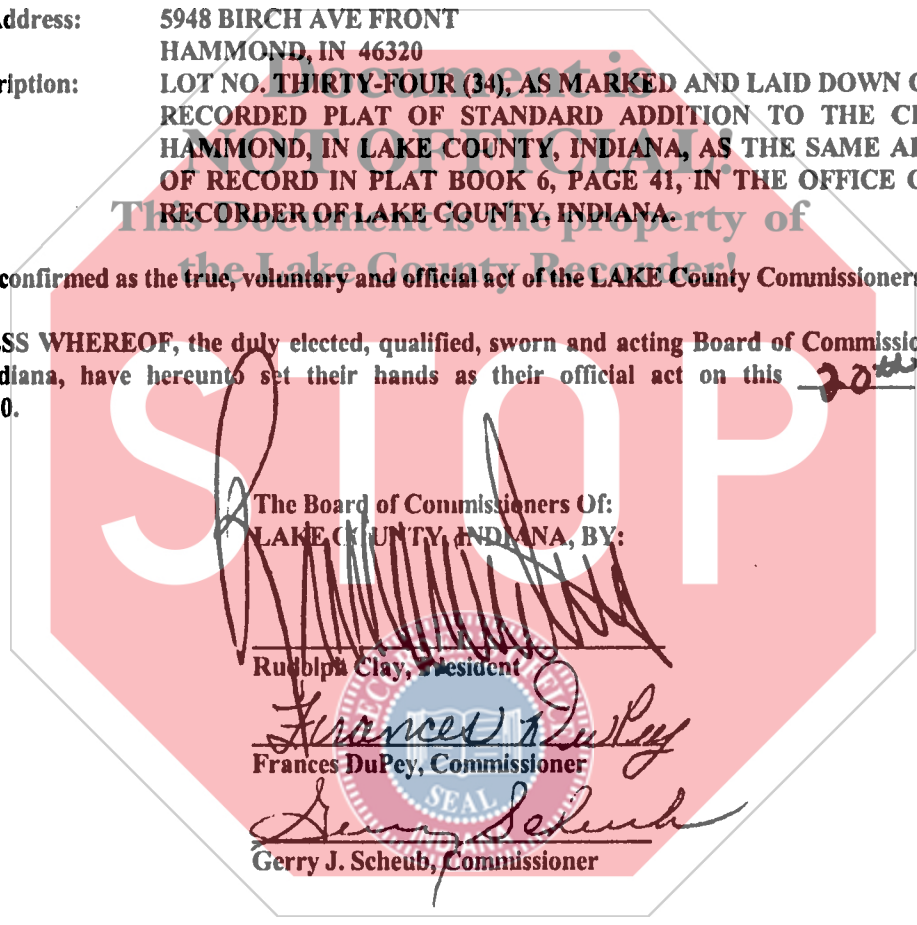 Address: 5948 BIRCH AVE FRONT
HAMMOND, IN 46320
ription: LOT NO. THIRTY-FOUR (34), AS MARKED AND LAID DOWN
RECORDED PLAT OF STANDARD ADDITION TO THE
HAMMOND, IN LAKE COUNTY, INDIANA, AS THE SAME
OF RECORD IN PLAT BOOK 6, PAGE 41, IN THE OFFICE
RECORDER OF LAKE COUNTY, INDIANA.
Document is
NOT OFFICIAL!
This Document is the property of
the Lake County Recorder!
confirmed as the true, voluntary and official act of the LAKE County Commissioners
SS WHEREOF, the duly elected, qualified, sworn and acting Board of Commissio
diana, have hereunto set their hands as their official act on this 20th
0.
STOP
The Board of Commissioners Of:
LAKE COUNTY, INDIANA, BY:
Rudolph Clay, President
Frances DuPey
Frances DuPey, Commissioner
SEAL
INDIANA
Gerry Scheub
Gerry J. Scheub, Commissioner